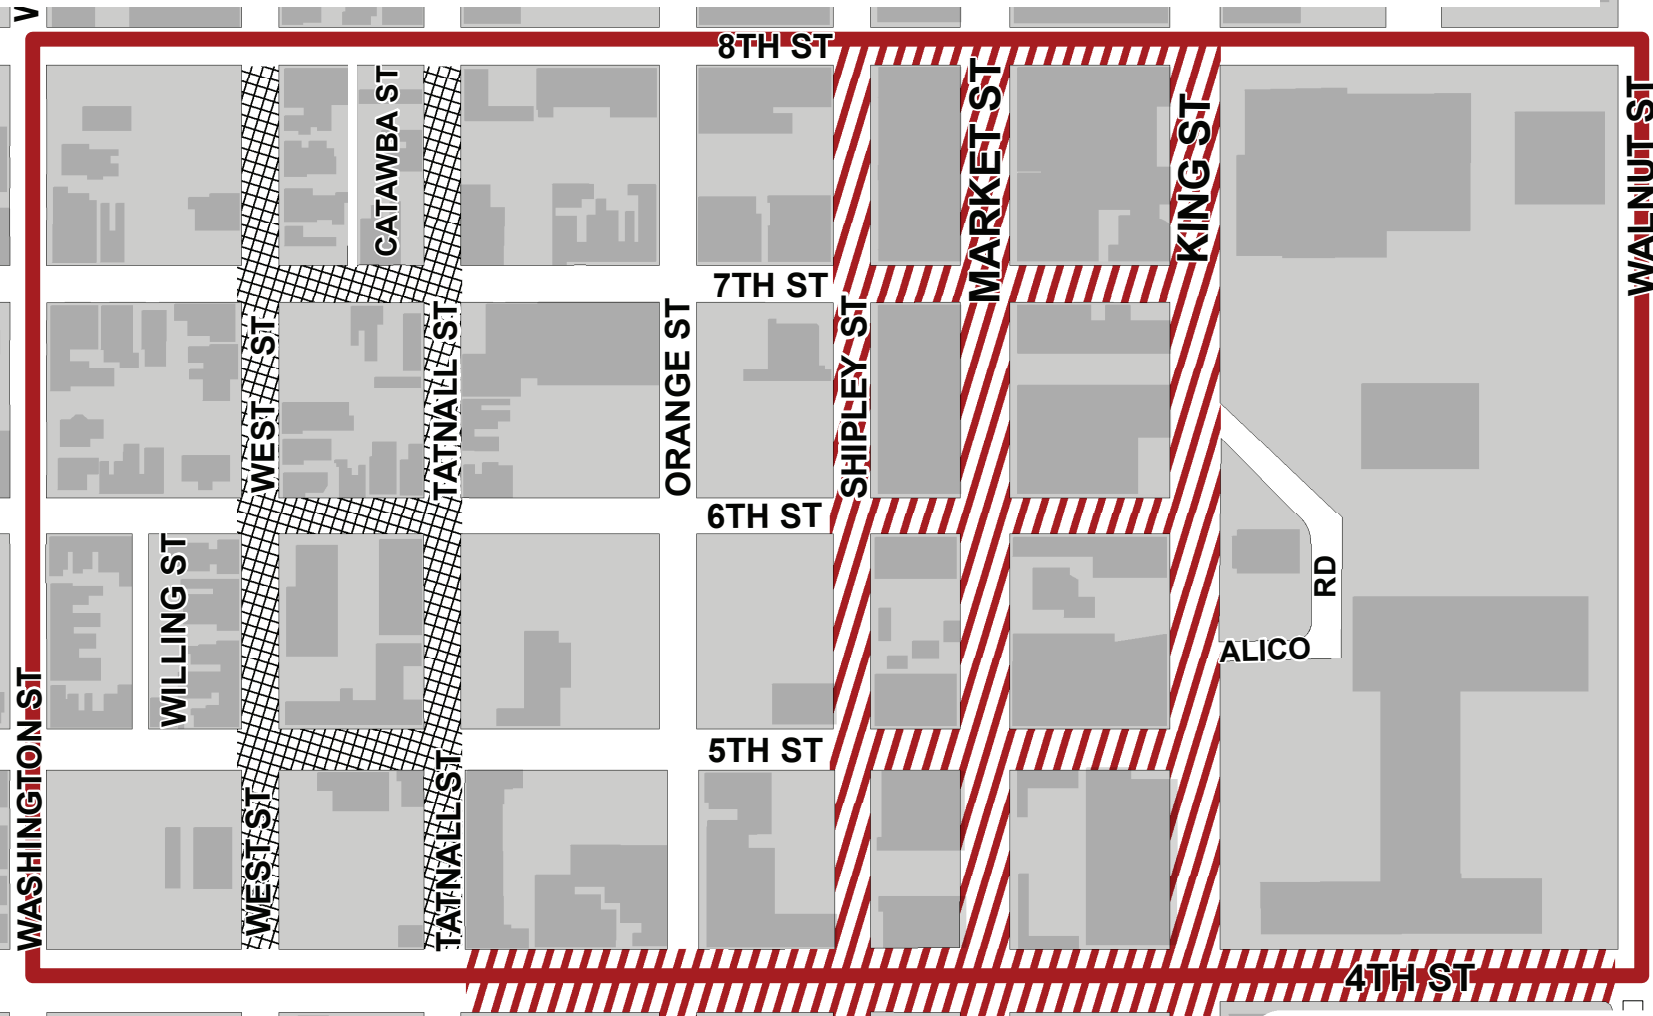 8TH ST
CATAWBA ST
MARKET ST
KING ST
WALNUT ST
7TH ST
WEST ST
TATNALL ST
ORANGE ST
SHIPLEY ST
6TH ST
WILLING ST
RD
ALICO
WASHINGTON ST
5TH ST
WEST ST
TATNALL ST
4TH ST